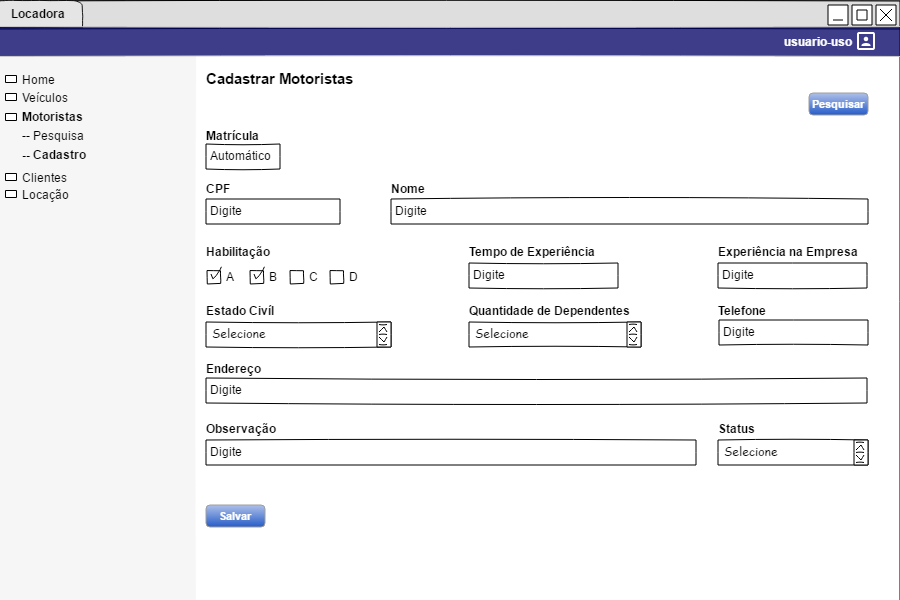 Locadora
usuario-uso
Home
Veículos
Motoristas
-- Pesquisa
-- Cadastro
Clientes
Locação
Cadastrar Motoristas
Pesquisar
Matrícula
Automático
CPF Nome
Digite Digite
Habilitação Tempo de Experiência Experiência na Empresa
A B C D Digite Digite
Estado Civíl Quantidade de Dependentes Telefone
Selecione Selecione Digite
Endereço
Digite
Observação Status
Digite Selecione
Salvar